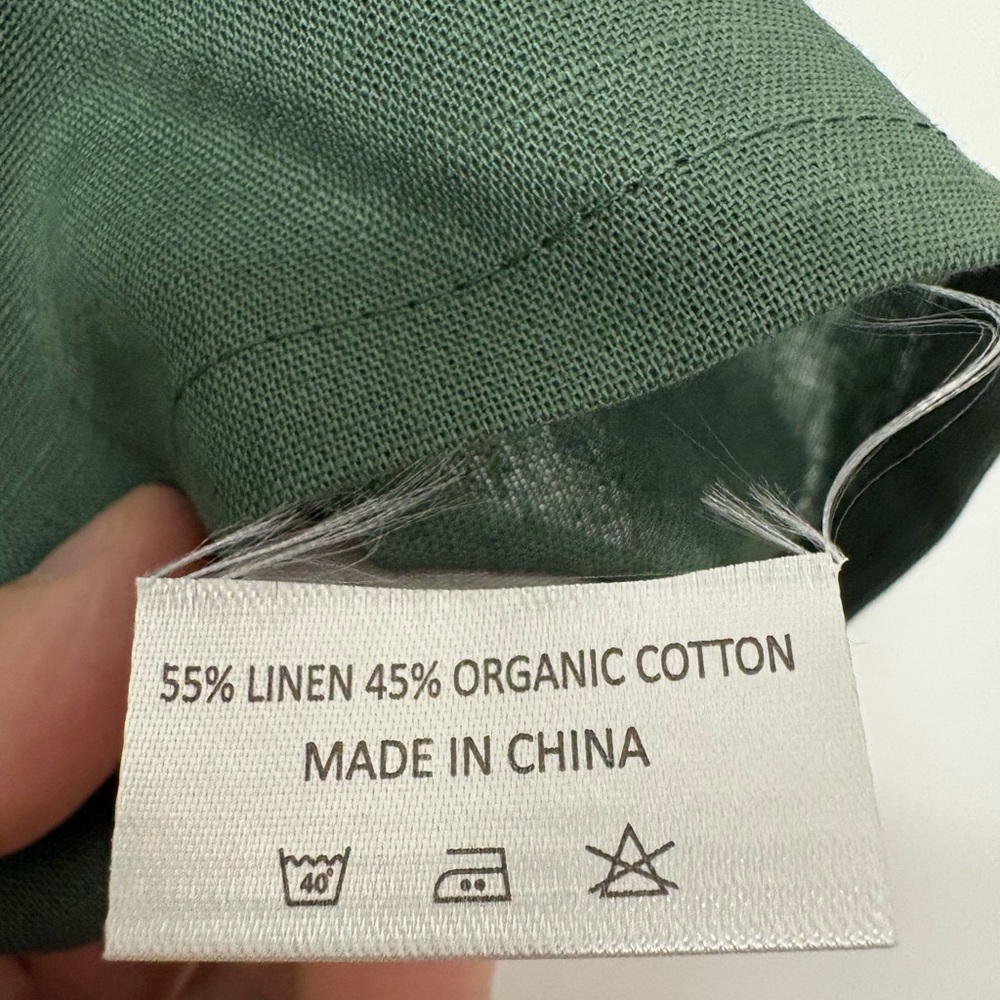 55% LINEN 45% ORGANIC COTTON
MADE IN CHINA
40°